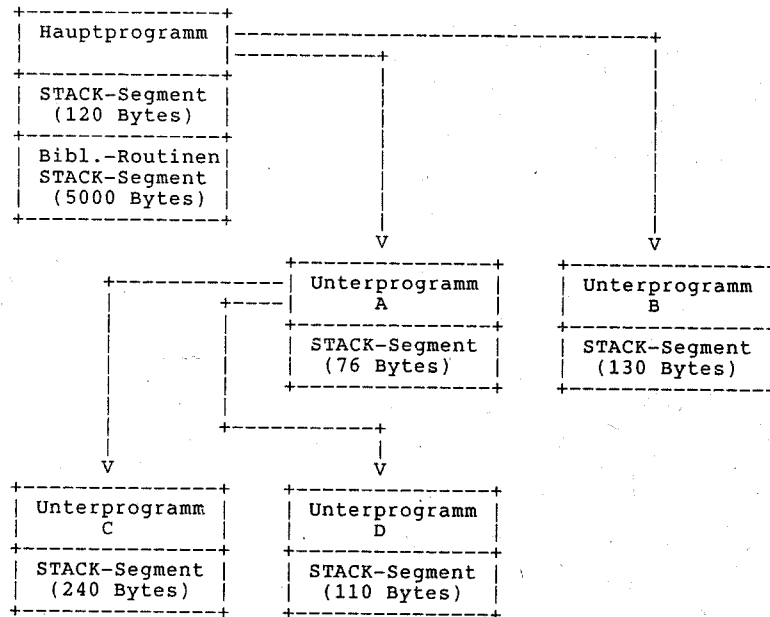 Hauptprogramm
STACK-Segment
(120 Bytes)
Bibl.-Routinen
STACK-Segment
(5000 Bytes)
Unterprogramm
A
STACK-Segment
(76 Bytes)
Unterprogramm
B
STACK-Segment
(130 Bytes)
Unterprogramm
C
STACK-Segment
(240 Bytes)
Unterprogramm
D
STACK-Segment
(110 Bytes)